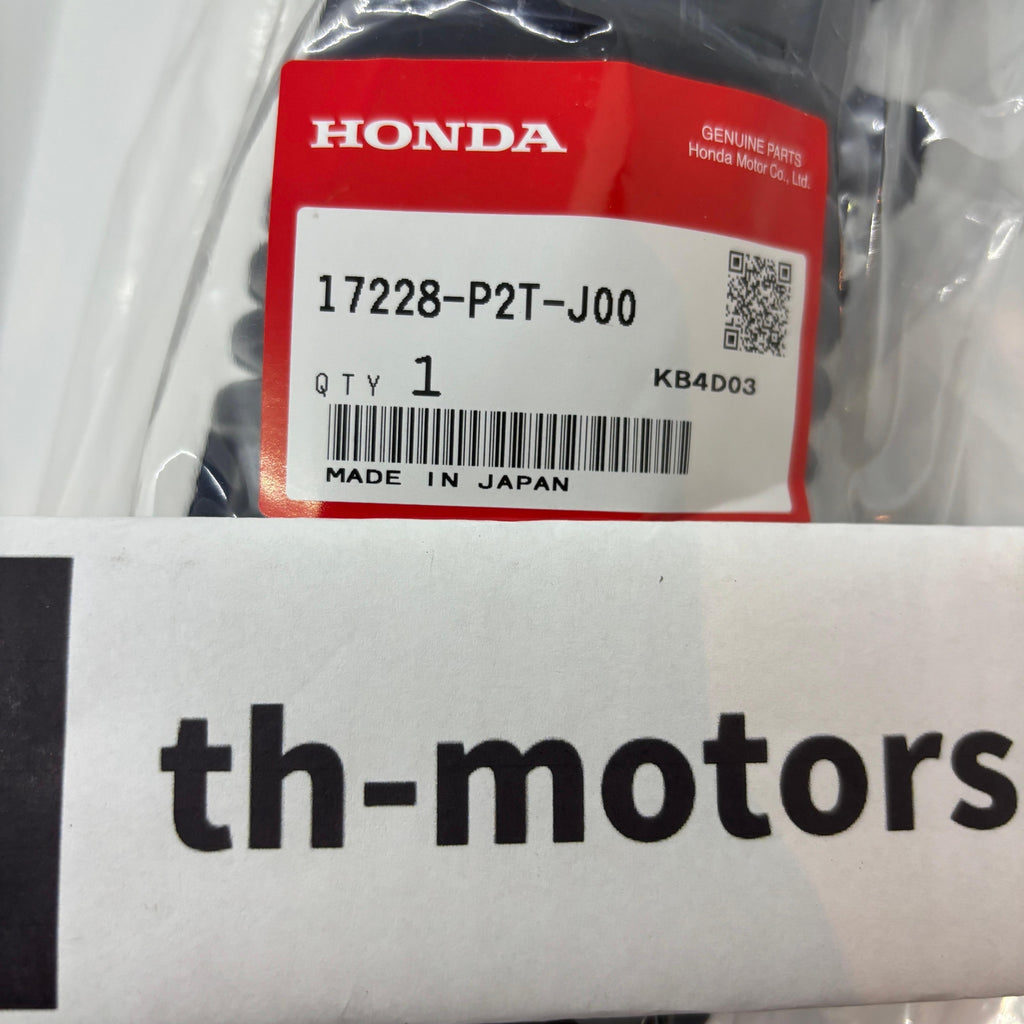 HONDA
GENUINE PARTS
Honda Motor Co., Ltd.
17228-P2T-J00
QTY 1
KB4D03
MADE IN JAPAN
th-motors